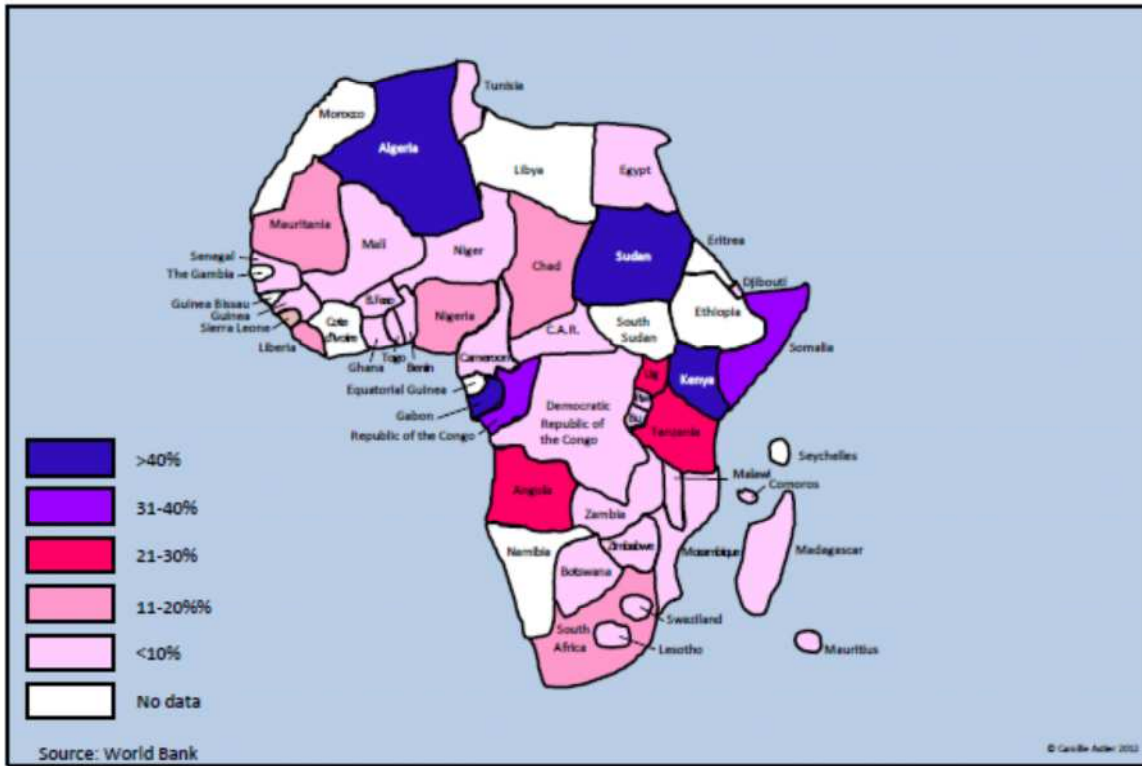 Tunisia
Morocco
Algeria
Libya
Egypt
Mauritania
Mali
Niger
Chad
Sudan
Eritrea
Senegal
The Gambia
Djibouti
Guinea Bissau
Guinea
Sierra Leone
Liberia
Nigeria
C.A.R.
South
Sudan
Ethiopia
Somalia
Ghana
Togo
Benin
Cameroon
Equatorial Guinea
Gabon
Republic of the Congo
Democratic
Republic of
the Congo
Kenya
Tanzania
Seychelles
Malawi
Comoros
Angola
Zambia
Namibia
Zimbabwe
Mozambique
Madagascar
Botswana
Swaziland
South
Africa
Lesotho
Mauritius
>40%
31-40%
21-30%
11-20%%
<10%
No data
Source: World Bank